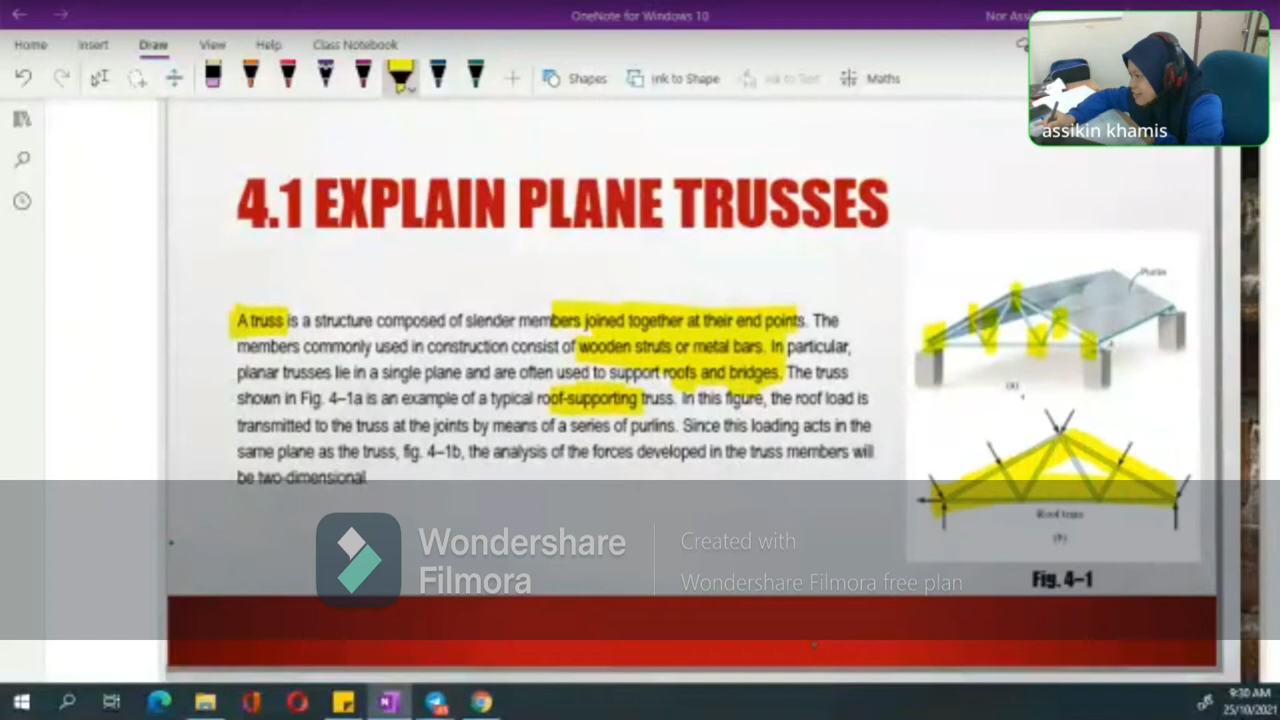 OneNote for Windows 10
Nor Assi
Home Insert Draw View Help Class Notebook
Shapes Ink to Shape Ink to Text Maths
assikin khamis
4.1 EXPLAIN PLANE TRUSSES
A truss is a structure composed of slender members joined together at their end points. The
members commonly used in construction consist of wooden struts or metal bars. In particular,
planar trusses lie in a single plane and are often used to support roofs and bridges. The truss
shown in Fig. 4–1a is an example of a typical roof-supporting truss. In this figure, the roof load is
transmitted to the truss at the joints by means of a series of purlins. Since this loading acts in the
same plane as the truss, fig. 4–1b, the analysis of the forces developed in the truss members will
be two-dimensional
Purlin
(a)
Roof truss
(b)
Fig. 4–1
Wondershare
Filmora
Created with
Wondershare Filmora free plan
9:30 AM
25/10/2021